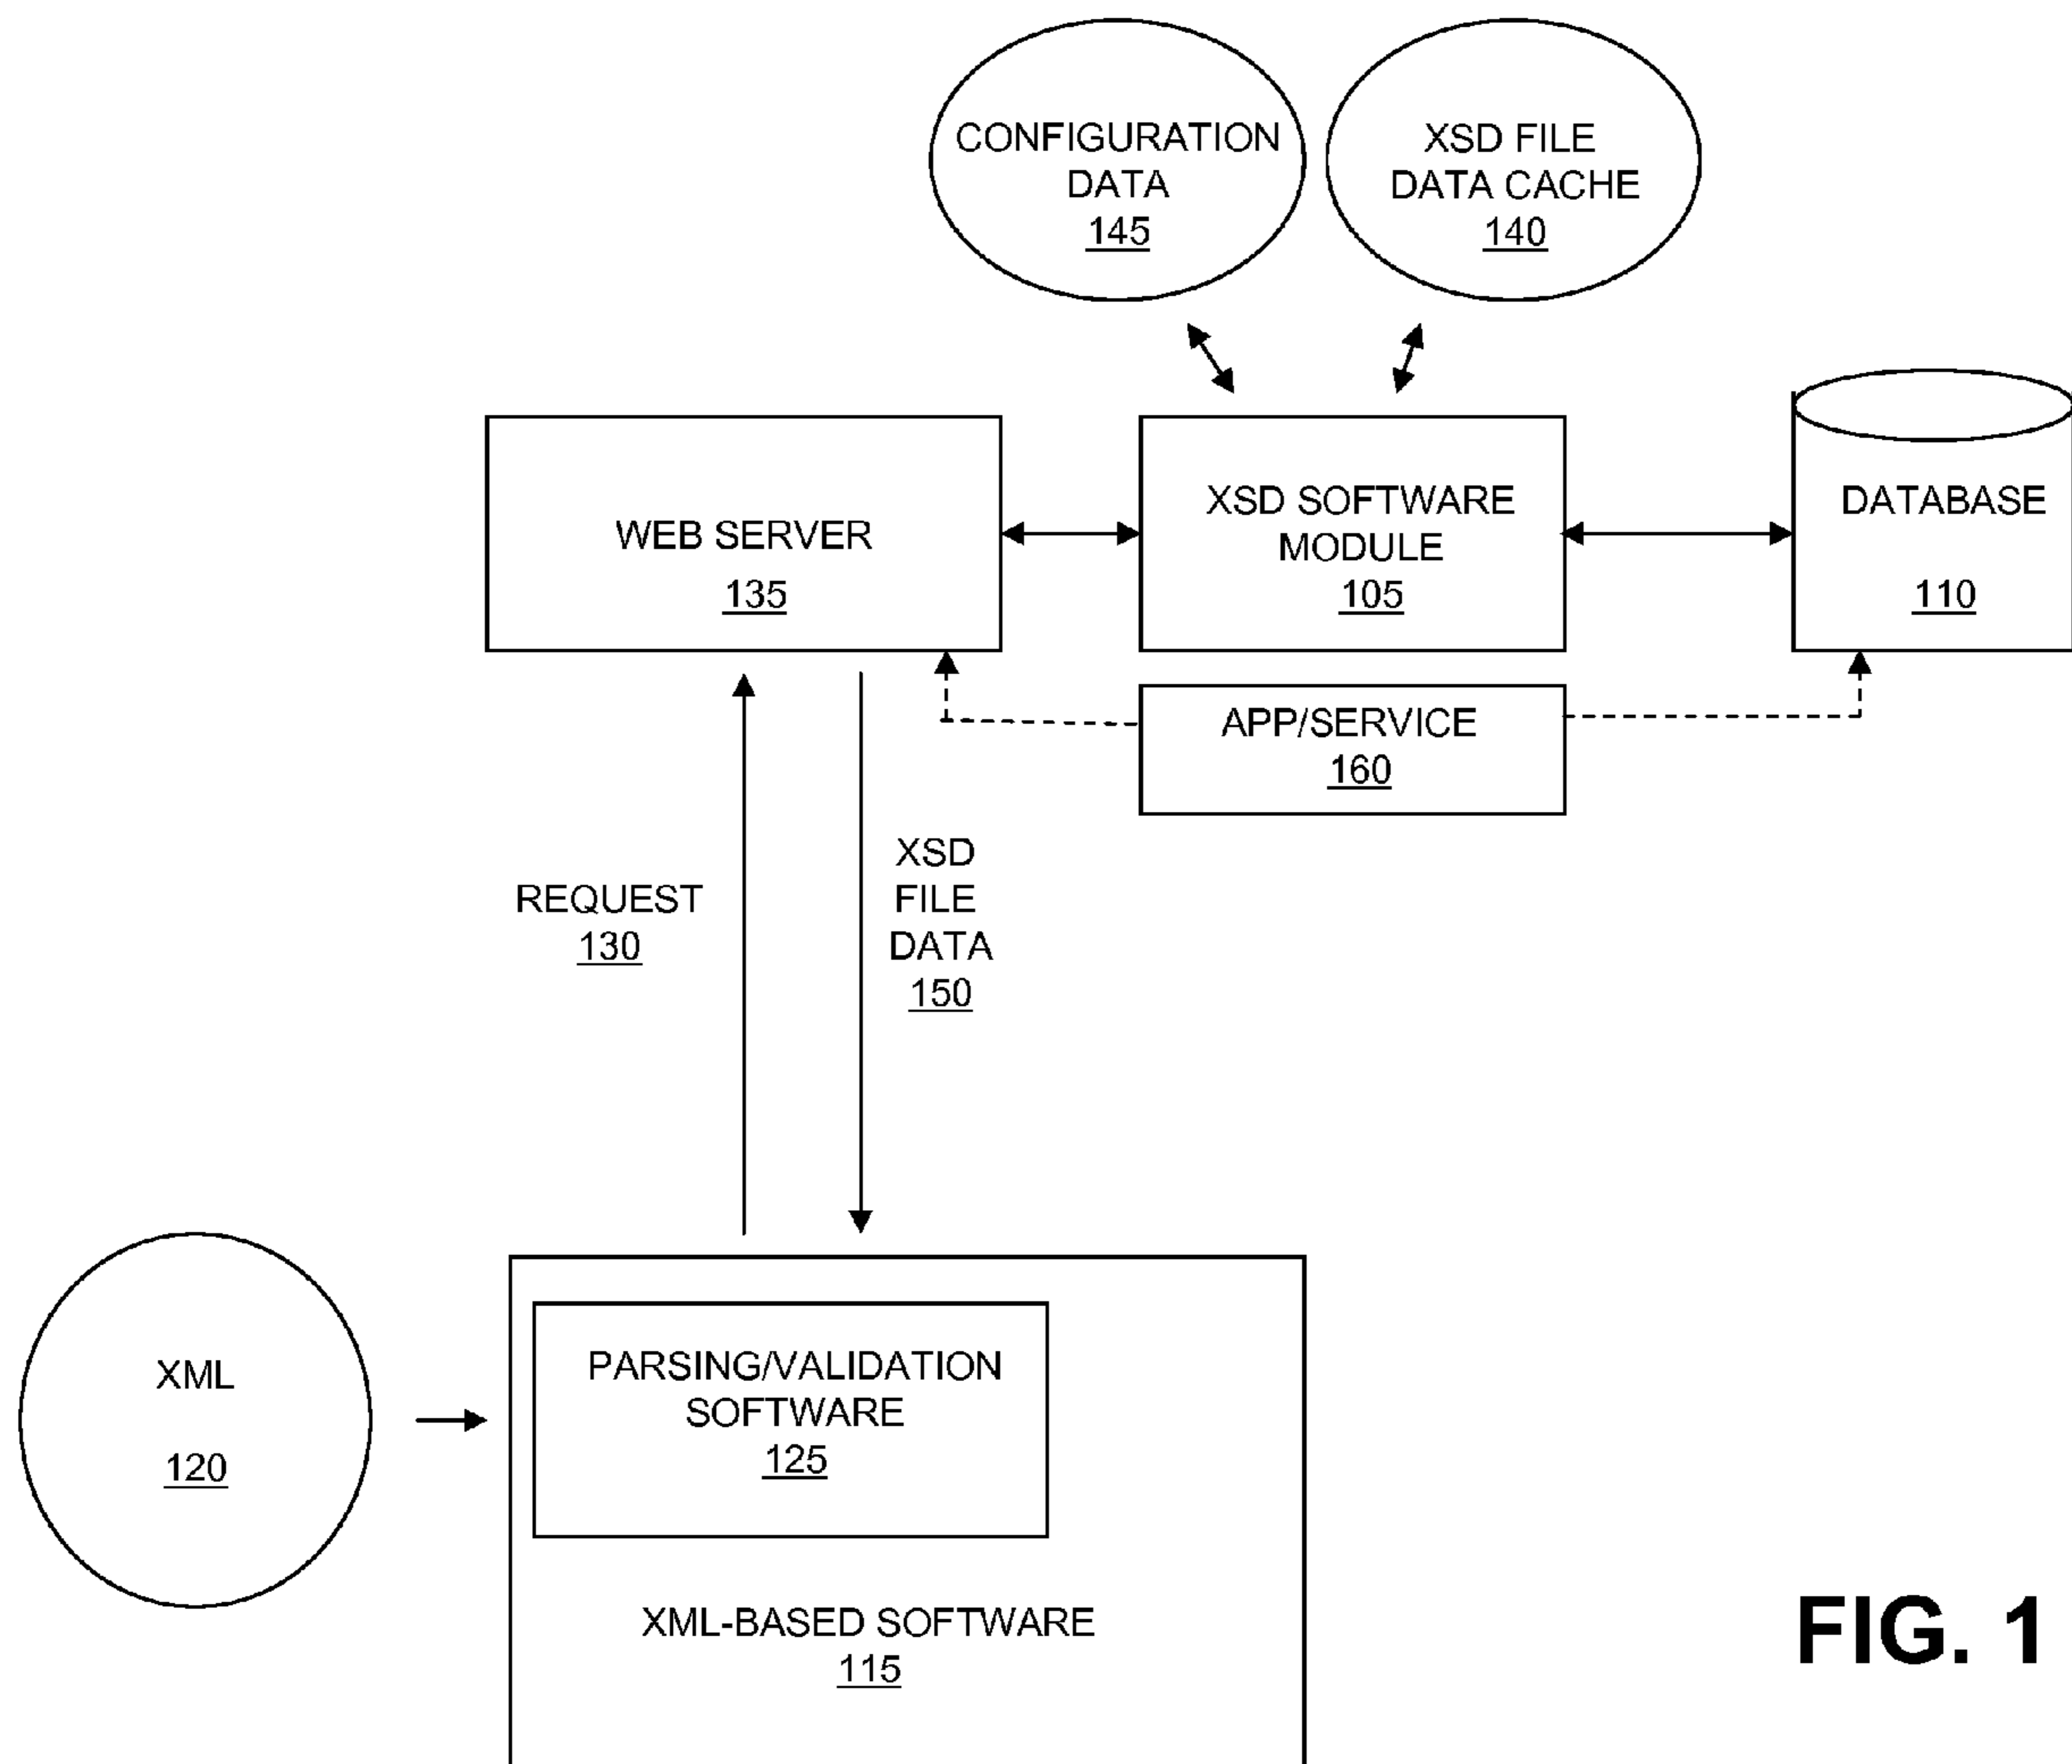 CONFIGURATION
DATA
145
XSD FILE
DATA CACHE
140
WEB SERVER
135
XSD SOFTWARE
MODULE
105
DATABASE
110
APP/SERVICE
160
REQUEST
130
XSD
FILE
DATA
150
XML
120
PARSING/VALIDATION
SOFTWARE
125
XML-BASED SOFTWARE
115
FIG. 1